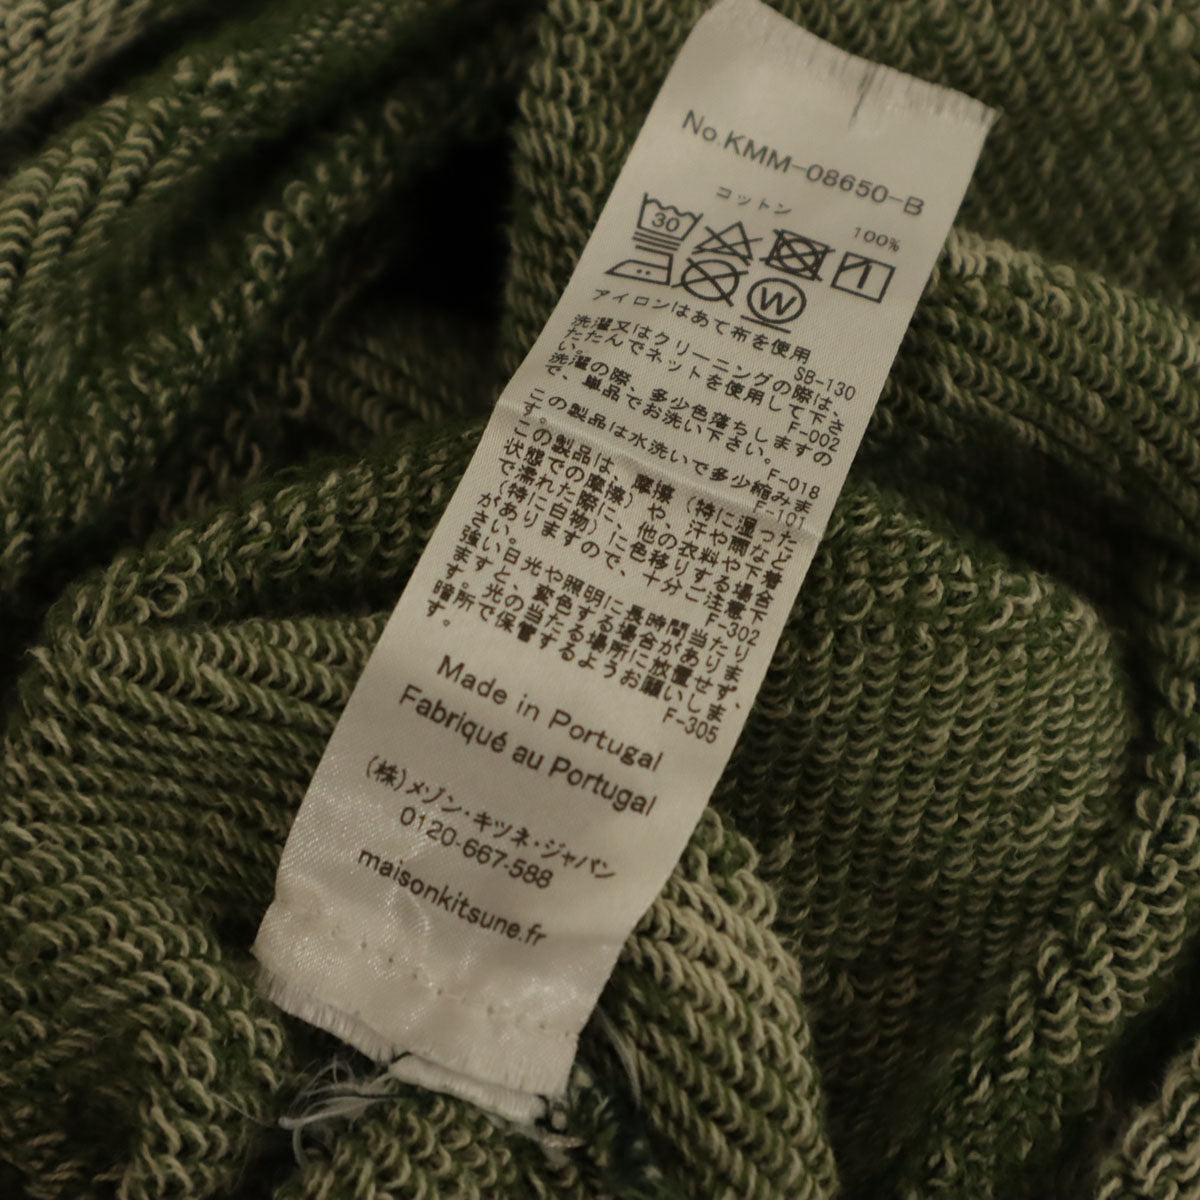 No.KMM-08650-B
コットン 100%
30
W
アイロンはあて布を使用
SB-130
洗濯又はクリーニングの際は、
たたんでネットを使用して下さ
い。 F-002
洗濯の際、多少色落ちしますの
で、単品でお洗い下さい。
F-018
この製品は水洗いで多少縮みま
す。 F-101
この製品は、摩擦(特に湿った
状態での摩擦)や、汗や雨など
で濡れた際に、他の衣料や下着
(特に白物)に色移りする場合
がありますので、十分ご注意下
さい。 F-302
強い日光や照明に長時間当たり
ますと、変色する場合がありま
す。光の当たる場所に放置せず、
暗所で保管するようお願いしま
す。 F-305
Made in Portugal
Fabriqué au Portugal
(株)メゾン・キツネ・ジャパン
0120-667-588
maisonkitsune.fr